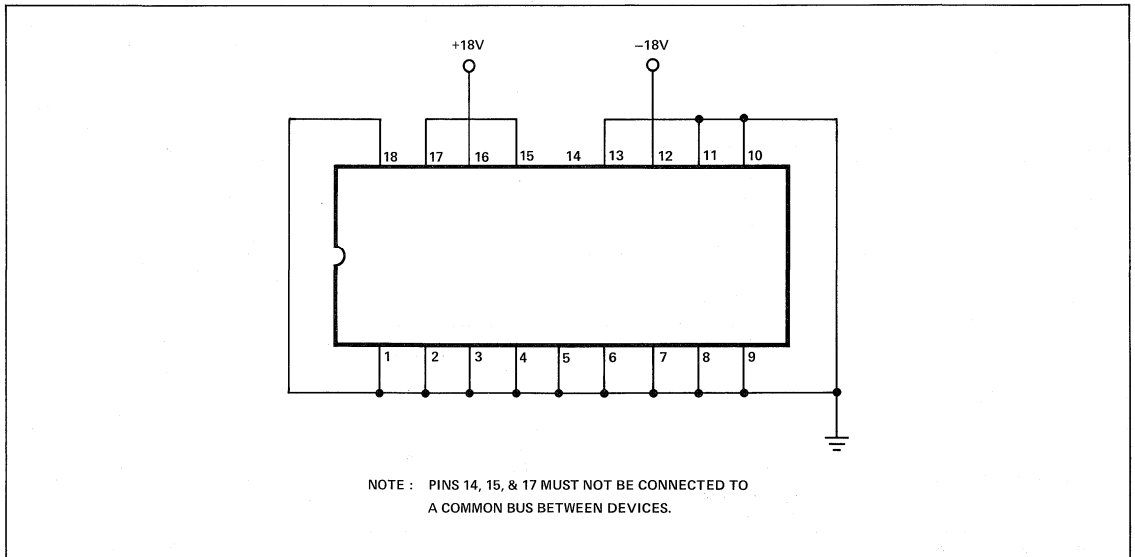 +18V -18V
18 17 16 15 14 13 12 11 10
1 2 3 4 5 6 7 8 9
NOTE : PINS 14, 15, & 17 MUST NOT BE CONNECTED TO
A COMMON BUS BETWEEN DEVICES.